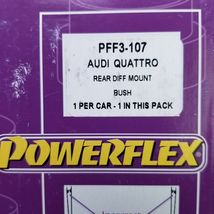 PFF3-107
AUDI QUATTRO
REAR DIFF MOUNT
BUSH
1 PER CAR - 1 IN THIS PACK
POWERFLEX